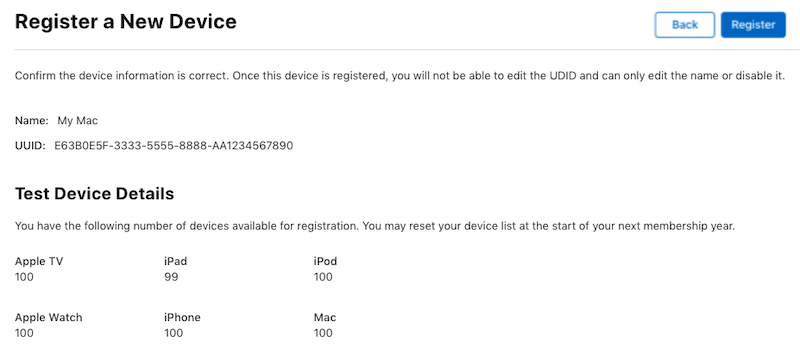 Register a New Device
Back
Register
Confirm the device information is correct. Once this device is registered, you will not be able to edit the UDID and can only edit the name or disable it.
Name: My Mac
UUID: E63B0E5F-3333-5555-8888-AA1234567890
Test Device Details
You have the following number of devices available for registration. You may reset your device list at the start of your next membership year.
Apple TV iPad iPod
100 99 100
Apple Watch iPhone Mac
100 100 100